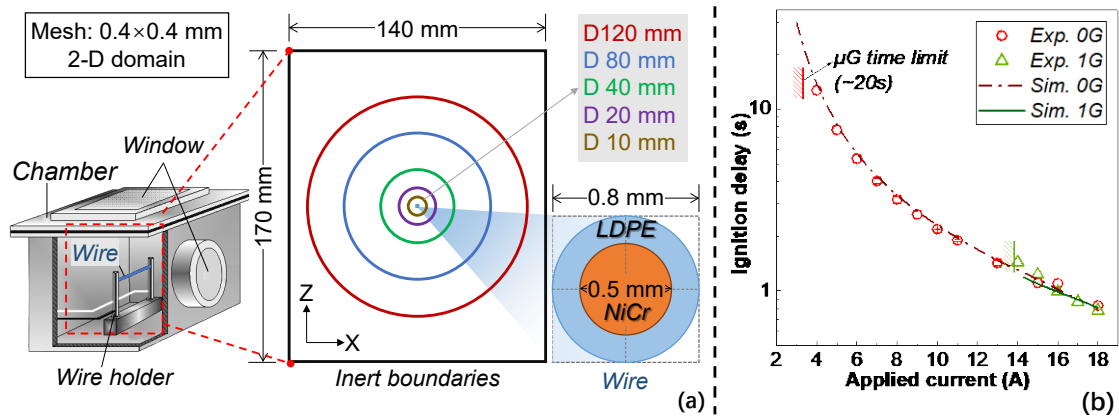 Mesh: 0.4×0.4 mm
2-D domain
Window
Chamber
Wire
Wire holder
140 mm
170 mm
Z
X
Inert boundaries
D120 mm
D 80 mm
D 40 mm
D 20 mm
D 10 mm
0.8 mm
LDPE
0.5 mm
NiCr
Wire
(a)
Ignition delay (s)
10
1
μG time limit
(~20s)
Exp. 0G
Exp. 1G
Sim. 0G
Sim. 1G
2 4 6 8 10 12 14 16 18
Applied current (A)
(b)